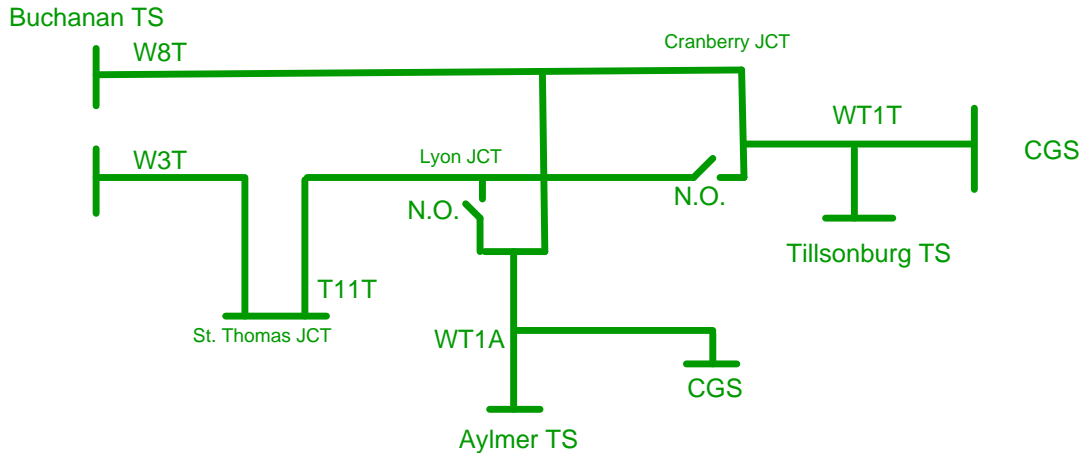 Buchanan TS
W8T
Cranberry JCT
WT1T
CGS
W3T
Lyon JCT
N.O.
N.O.
Tillsonburg TS
T11T
St. Thomas JCT
WT1A
CGS
Aylmer TS